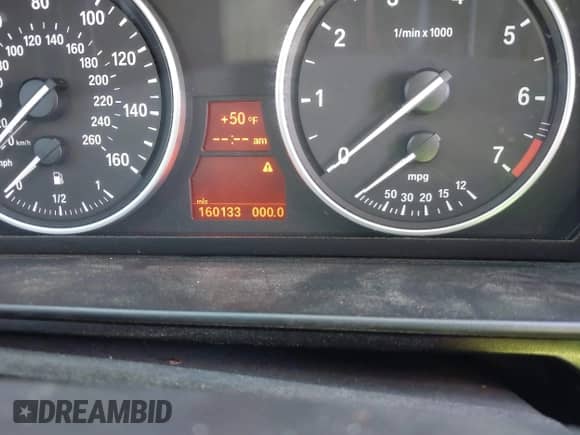 80 100 120 140 160
100 120 140 160 180 200 220 240 260
km/h
mph
0 1/2 1
+50 °F
--:-- am
mls
160133 000.0
1/min x 1000
0 1 2 5 6 7
mpg
50 30 20 15 12
DREAMBID